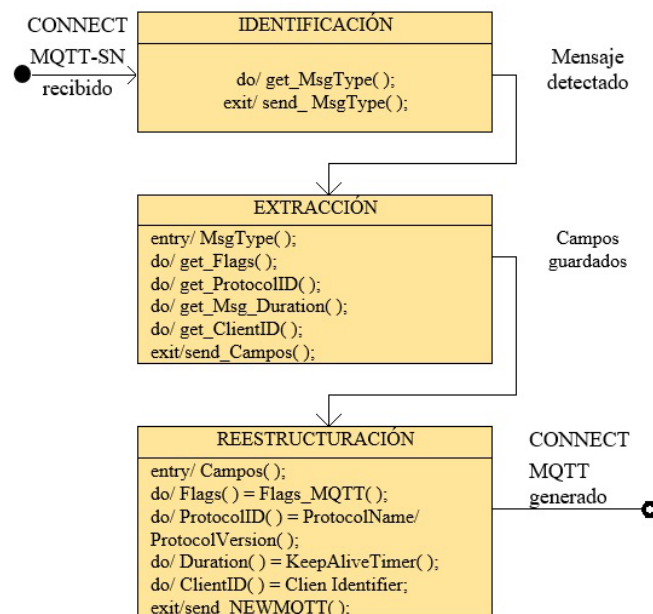 CONNECT
MQTT-SN
recibido
IDENTIFICACIÓN
do/ get_MsgType( );
exit/ send_ MsgType( );
Mensaje
detectado
EXTRACCIÓN
entry/ MsgType( );
do/ get_Flags( );
do/ get_ProtocolID( );
do/ get_Msg_Duration( );
do/ get_ClientID( );
exit/send_Campos( );
Campos
guardados
REESTRUCTURACIÓN
entry/ Campos( );
do/ Flags( ) = Flags_MQTT( );
do/ ProtocolID( ) = ProtocolName/
ProtocolVersion( );
do/ Duration( ) = KeepAliveTimer( );
do/ ClientID( ) = Clien Identifier;
exit/send_NEWMQTT( );
CONNECT
MQTT
generado